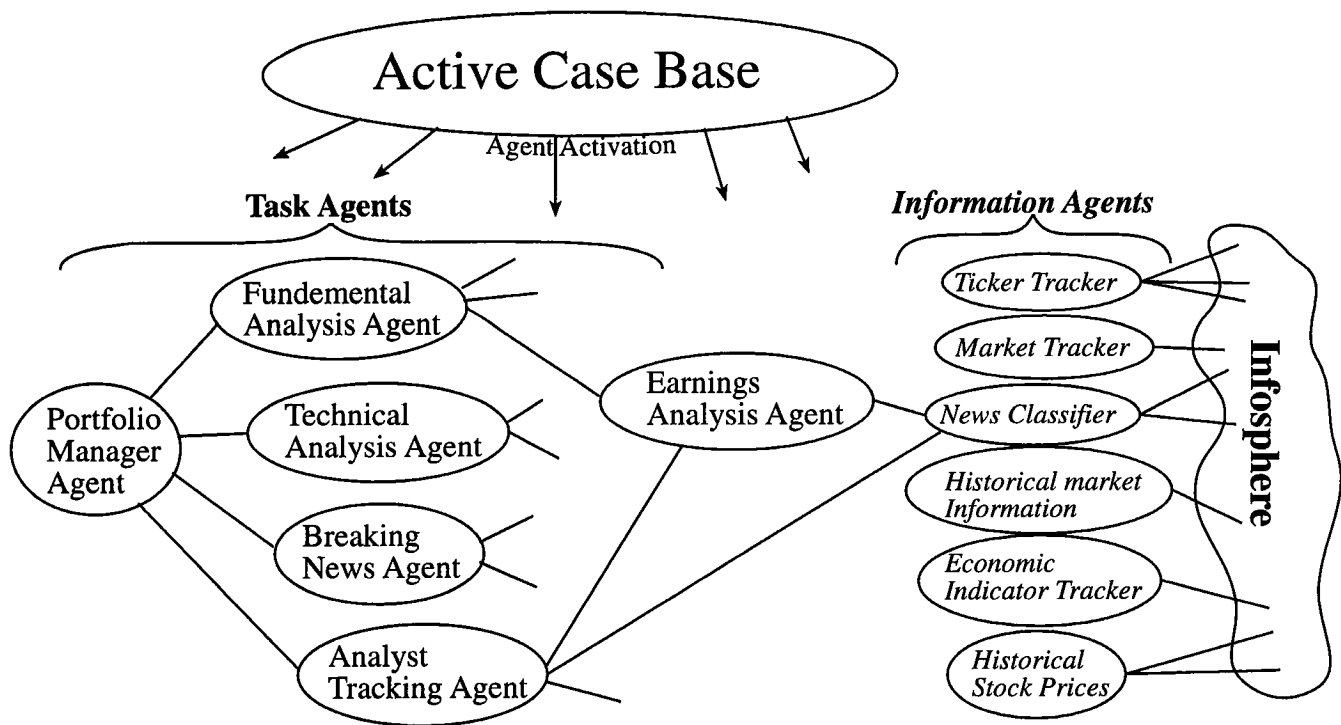 Active Case Base
Agent Activation
Task Agents
Information Agents
Fundemental
Analysis Agent
Technical
Analysis Agent
Breaking
News Agent
Analyst
Tracking Agent
Portfolio
Manager
Agent
Earnings
Analysis Agent
Ticker Tracker
Market Tracker
News Classifier
Historical market
Information
Economic
Indicator Tracker
Historical
Stock Prices
Infosphere